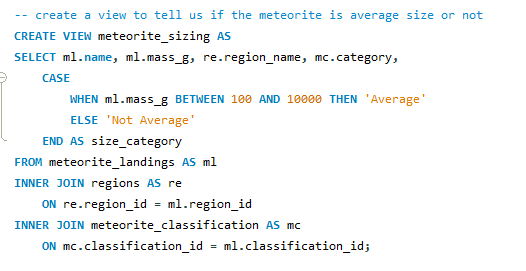 -- create a view to tell us if the meteorite is average size or not
CREATE VIEW meteorite_sizing AS
SELECT ml.name, ml.mass_g, re.region_name, mc.category,
    CASE
        WHEN ml.mass_g BETWEEN 100 AND 10000 THEN 'Average'
        ELSE 'Not Average'
    END AS size_category
FROM meteorite_landings AS ml
INNER JOIN regions AS re
    ON re.region_id = ml.region_id
INNER JOIN meteorite_classification AS mc
    ON mc.classification_id = ml.classification_id;